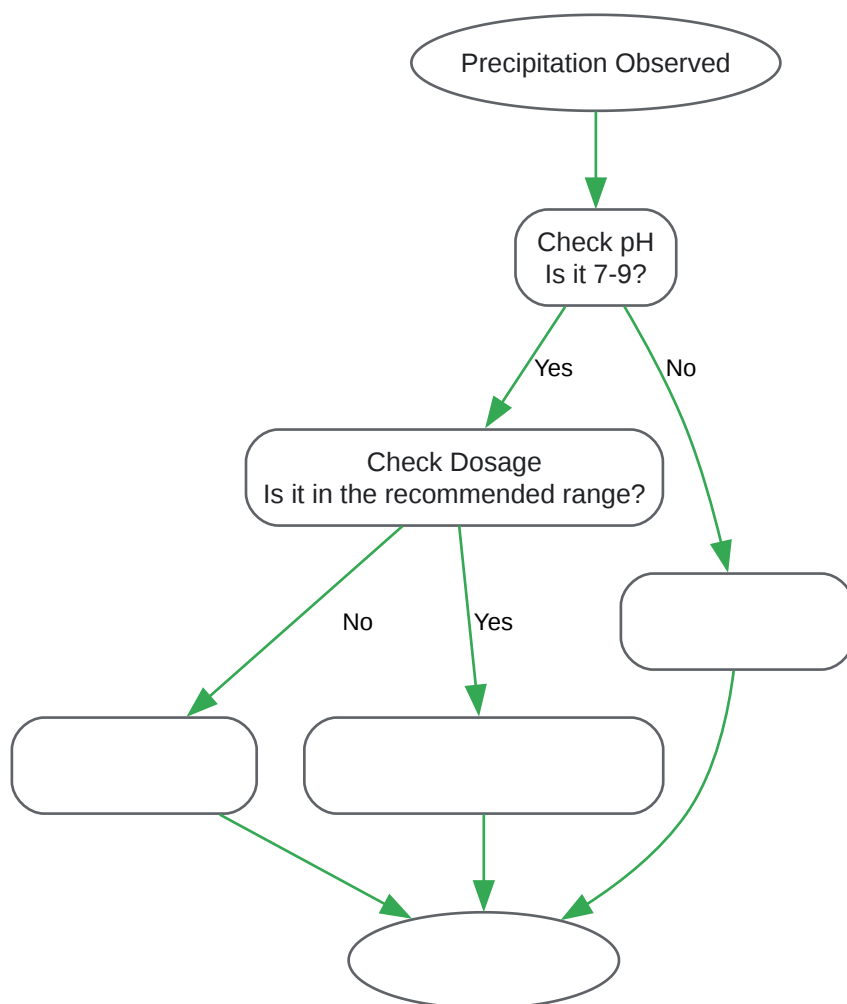 Precipitation Observed
Check pH
Is it 7-9?
Yes
No
Check Dosage
Is it in the recommended range?
No
Yes